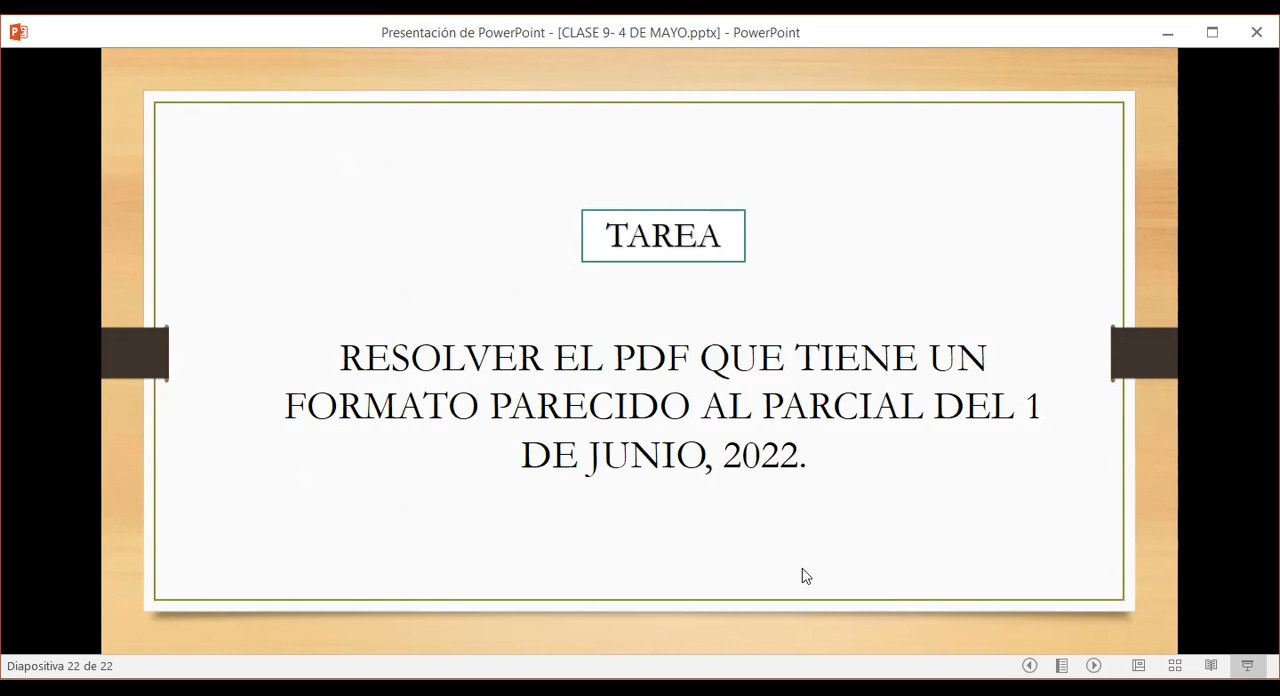 Presentación de PowerPoint - [CLASE 9- 4 DE MAYO.pptx] - PowerPoint
TAREA
RESOLVER EL PDF QUE TIENE UN
FORMATO PARECIDO AL PARCIAL DEL 1
DE JUNIO, 2022.
Diapositiva 22 de 22